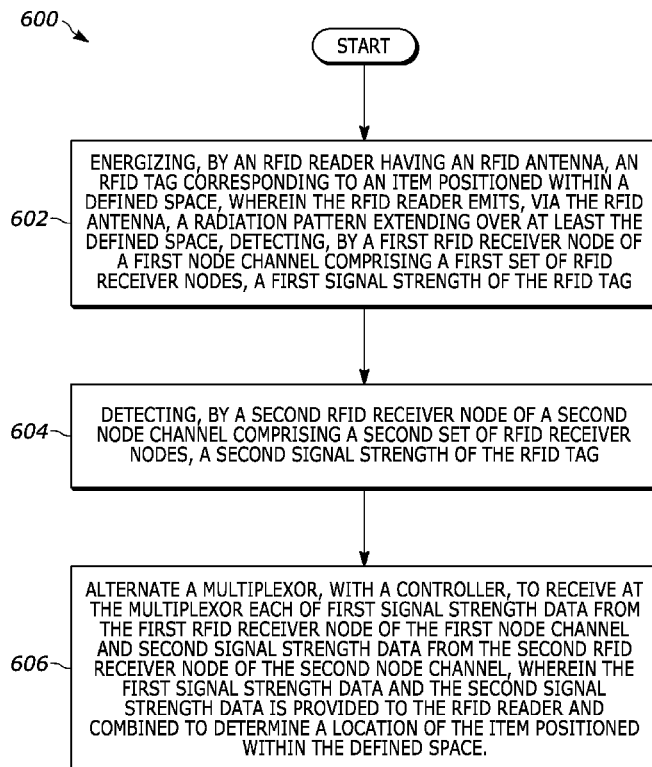 600
START
602
ENERGIZING, BY AN RFID READER HAVING AN RFID ANTENNA, AN
RFID TAG CORRESPONDING TO AN ITEM POSITIONED WITHIN A
DEFINED SPACE, WHEREIN THE RFID READER EMITS, VIA THE RFID
ANTENNA, A RADIATION PATTERN EXTENDING OVER AT LEAST THE
DEFINED SPACE, DETECTING, BY A FIRST RFID RECEIVER NODE OF
A FIRST NODE CHANNEL COMPRISING A FIRST SET OF RFID
RECEIVER NODES, A FIRST SIGNAL STRENGTH OF THE RFID TAG
604
DETECTING, BY A SECOND RFID RECEIVER NODE OF A SECOND
NODE CHANNEL COMPRISING A SECOND SET OF RFID RECEIVER
NODES, A SECOND SIGNAL STRENGTH OF THE RFID TAG
606
ALTERNATE A MULTIPLEXOR, WITH A CONTROLLER, TO RECEIVE AT
THE MULTIPLEXOR EACH OF FIRST SIGNAL STRENGTH DATA FROM
THE FIRST RFID RECEIVER NODE OF THE FIRST NODE CHANNEL
AND SECOND SIGNAL STRENGTH DATA FROM THE SECOND RFID
RECEIVER NODE OF THE SECOND NODE CHANNEL, WHEREIN THE
FIRST SIGNAL STRENGTH DATA AND THE SECOND SIGNAL
STRENGTH DATA IS PROVIDED TO THE RFID READER AND
COMBINED TO DETERMINE A LOCATION OF THE ITEM POSITIONED
WITHIN THE DEFINED SPACE.